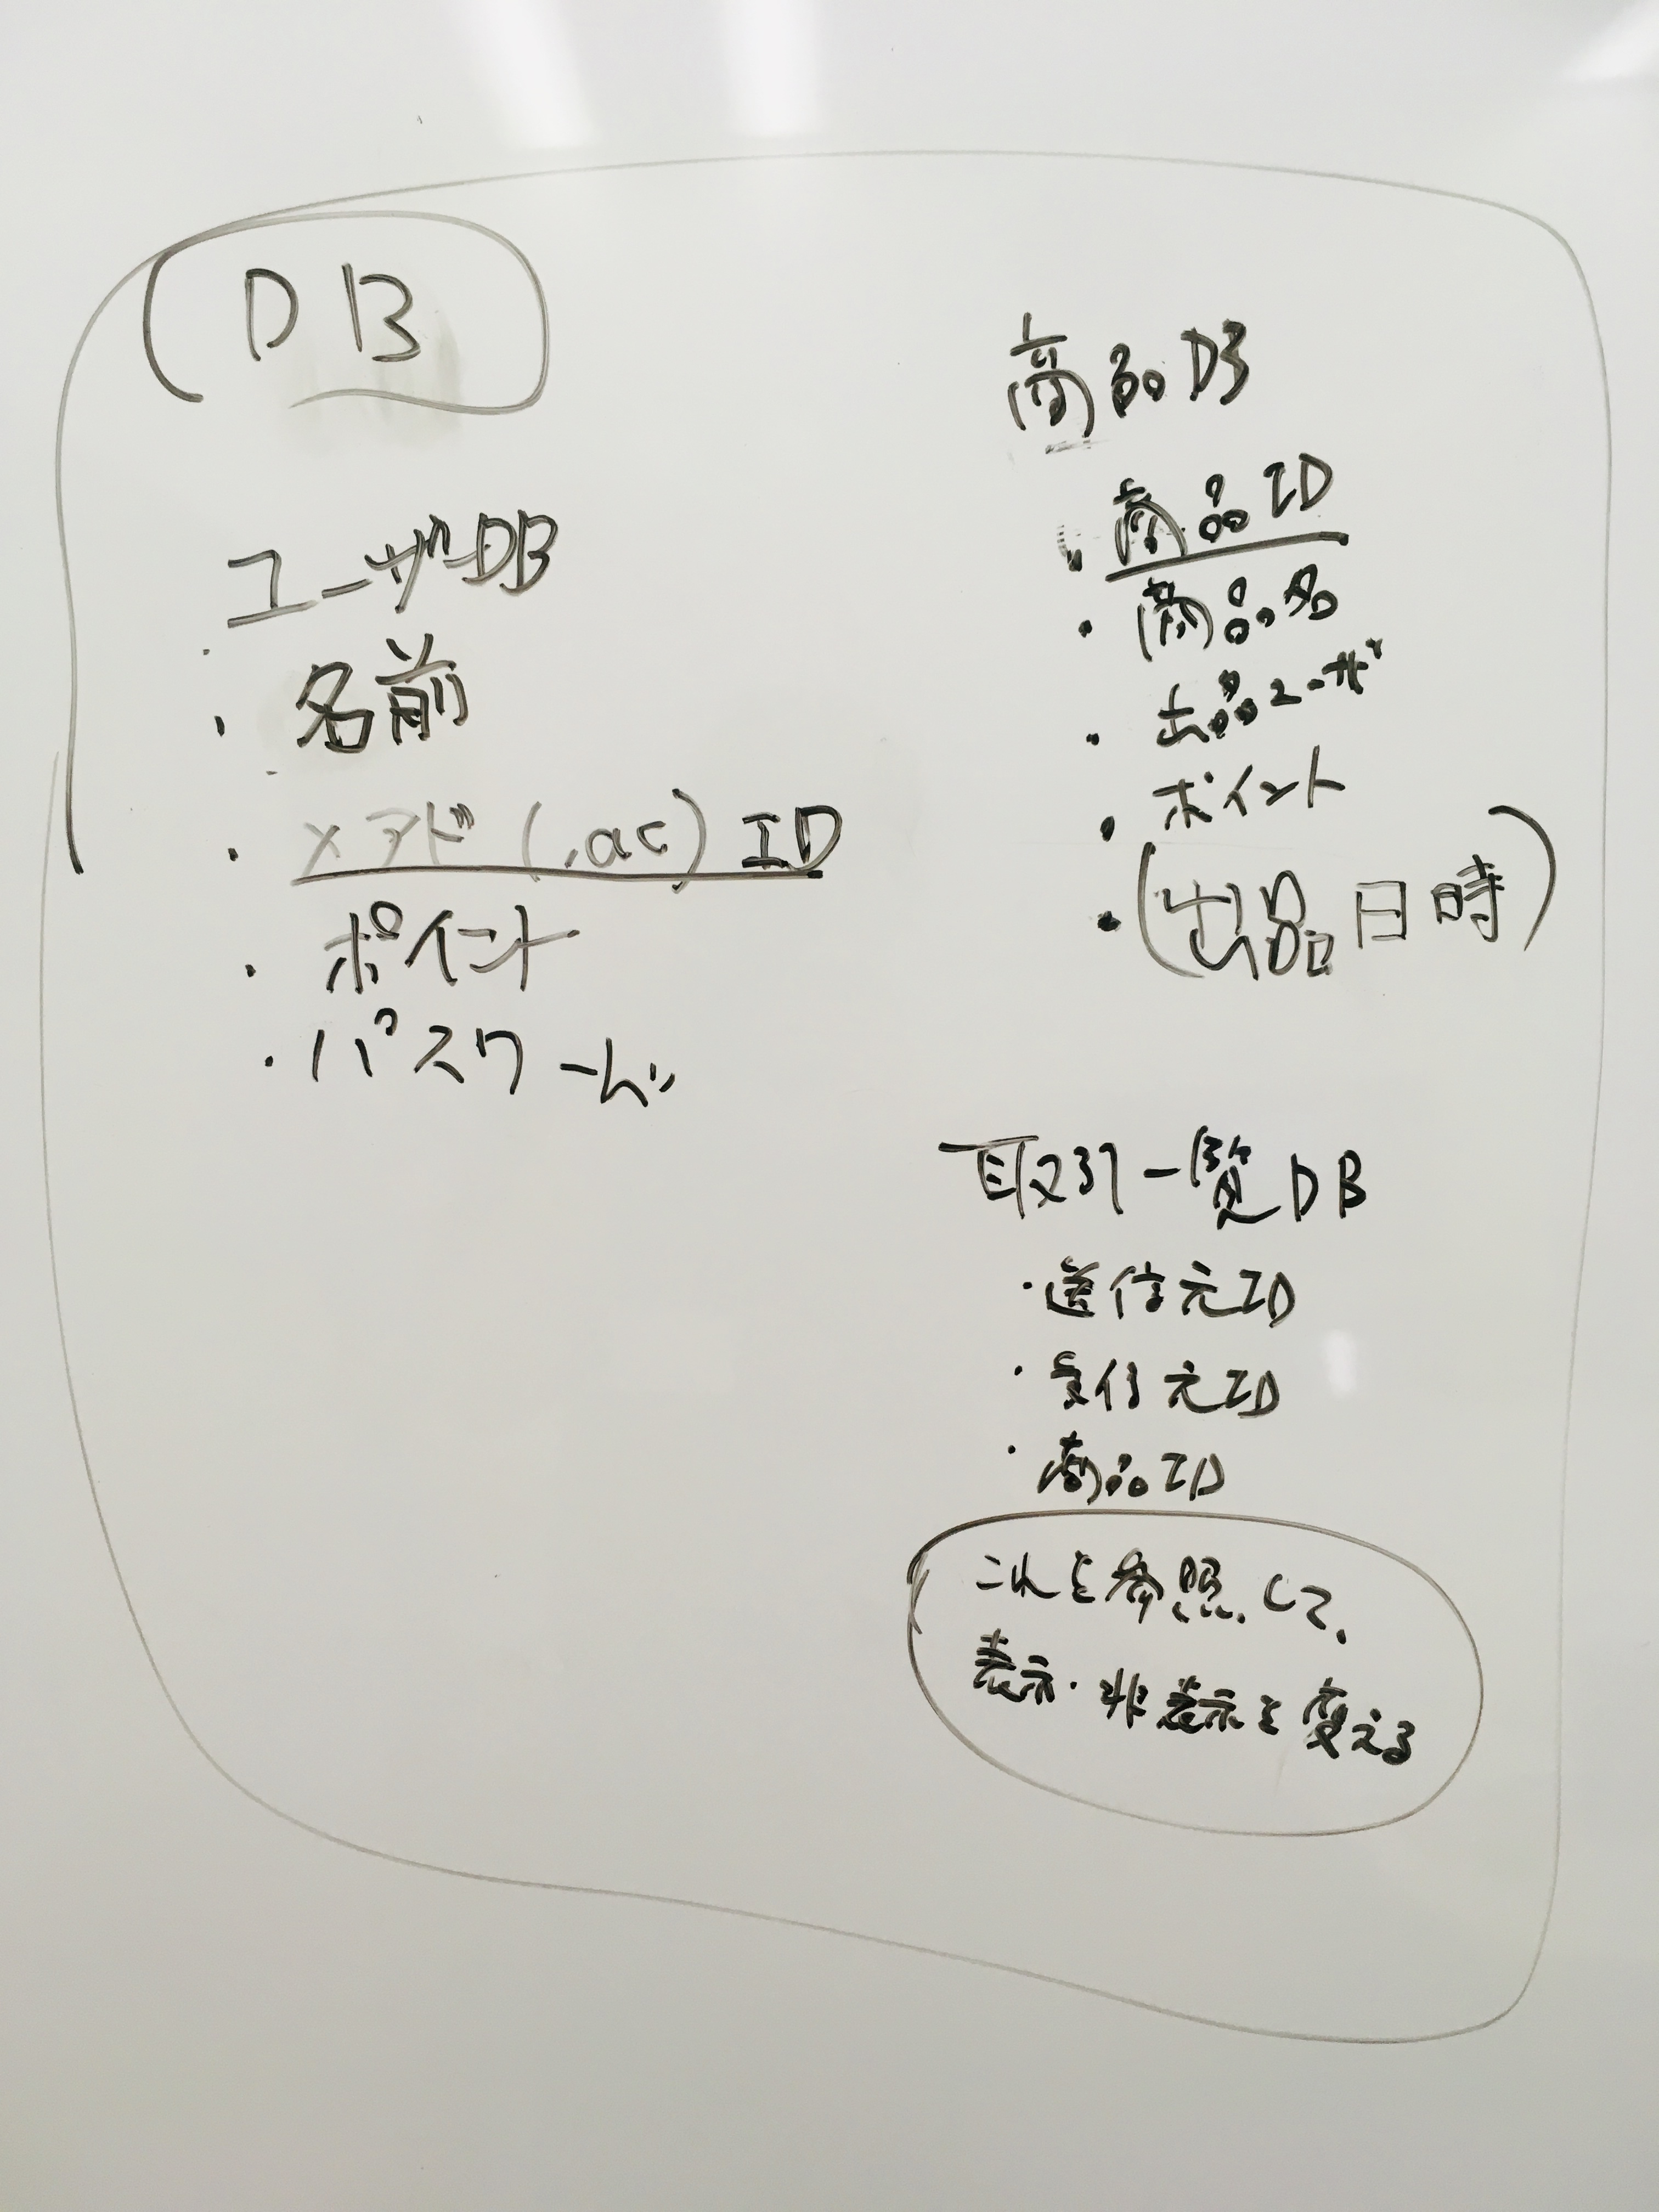 DB
ユーザDB
・名前
・メアド(.ac)ID
・ポイント
・パスワード
商品DB
・商品ID
・商品名
・出品ユーザ
・ポイント
・(出品日時)
取引一覧DB
・送信元ID
・受信元ID
・商品ID
これを参照して、
表示・非表示を変える